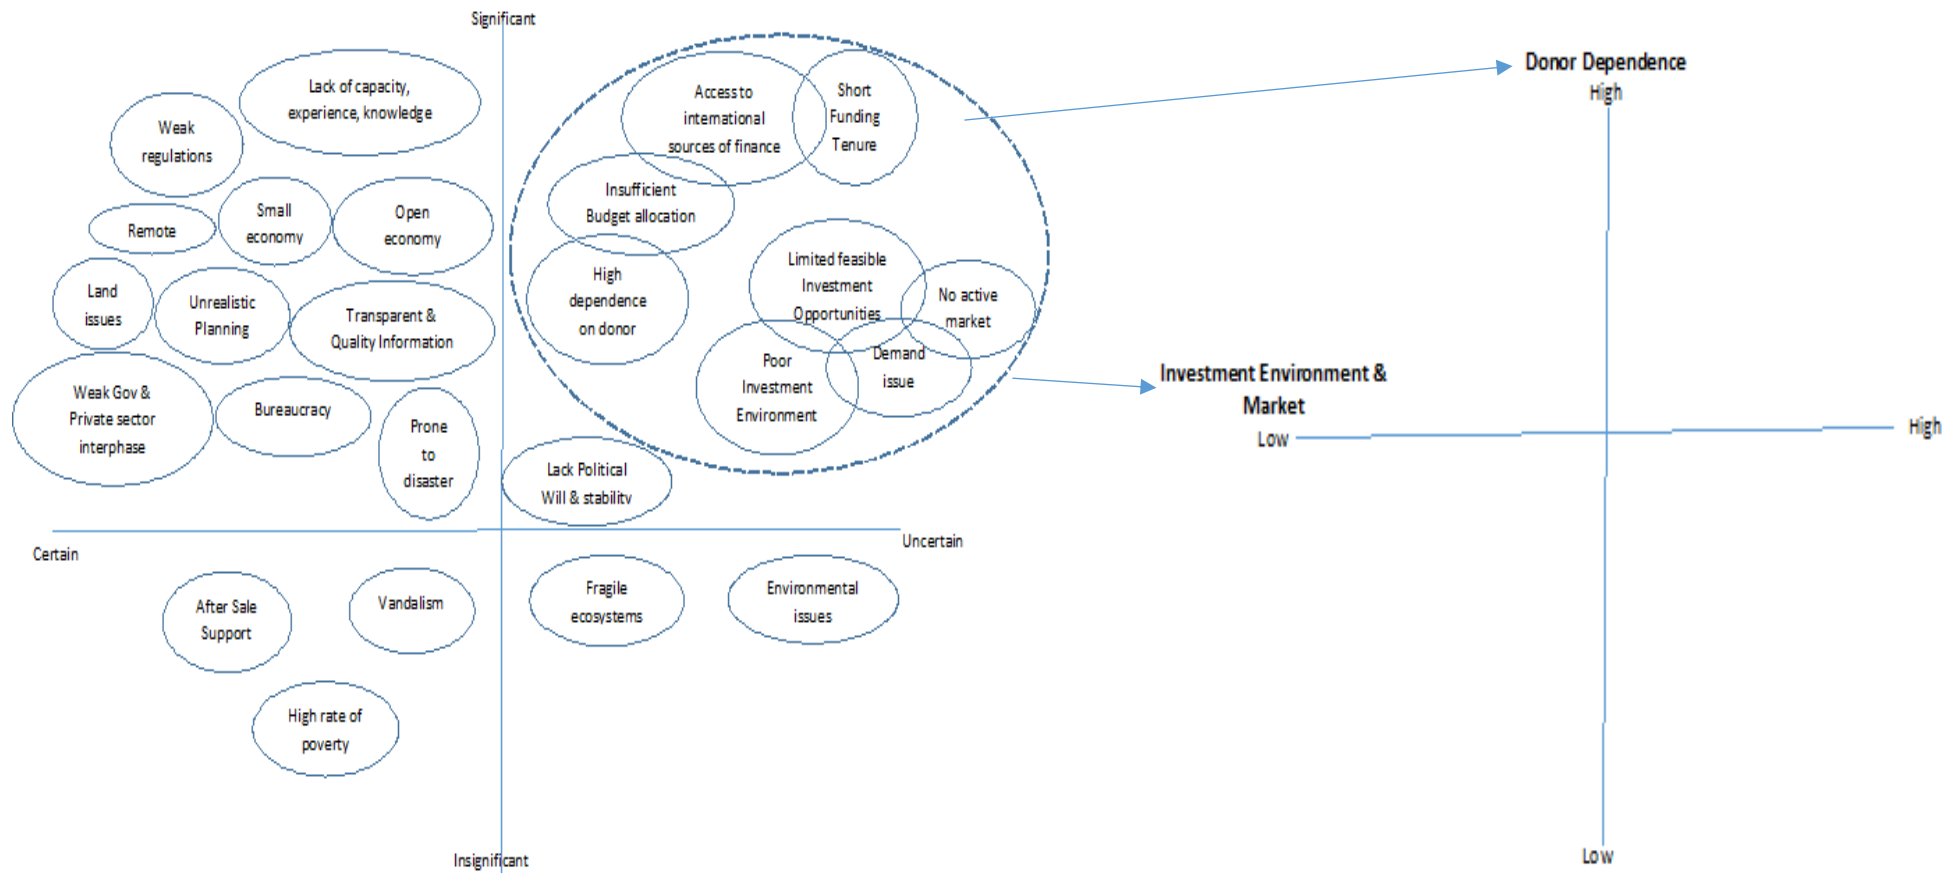 Significant
Lack of capacity,
experience, knowledge
Weak
regulations
Remote
Small
economy
Open
economy
Land
issues
Unrealistic
Planning
Transparent &
Quality Information
Weak Gov &
Private sector
interphase
Bureaucracy
Prone
to
disaster
Access to
international
sources of finance
Short
Funding
Tenure
Insufficient
Budget allocation
High
dependence
on donor
Limited feasible
Investment
Opportunities
No active
market
Poor
Investment
Environment
Demand
issue
Lack Political
Will & stability
Certain
Uncertain
After Sale
Support
Vandalism
Fragile
ecosystems
Environmental
issues
High rate of
poverty
Insignificant
Donor Dependence
High
Investment Environment &
Market
Low
High
Low